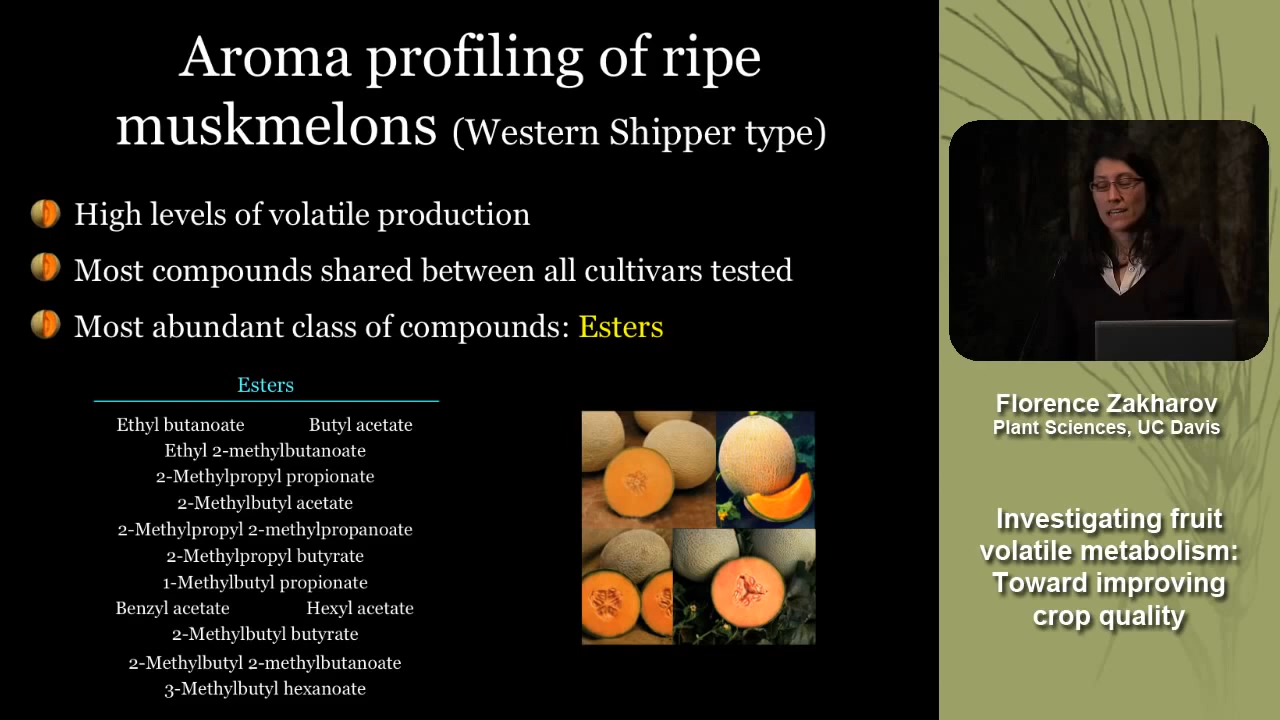 Aroma profiling of ripe
muskmelons (Western Shipper type)
High levels of volatile production
Most compounds shared between all cultivars tested
Most abundant class of compounds: Esters
Esters
Ethyl butanoate Butyl acetate
Ethyl 2-methylbutanoate
2-Methylpropyl propionate
2-Methylbutyl acetate
2-Methylpropyl 2-methylpropanoate
2-Methylpropyl butyrate
1-Methylbutyl propionate
Benzyl acetate Hexyl acetate
2-Methylbutyl butyrate
2-Methylbutyl 2-methylbutanoate
3-Methylbutyl hexanoate
Florence Zakharov
Plant Sciences, UC Davis
Investigating fruit
volatile metabolism:
Toward improving
crop quality